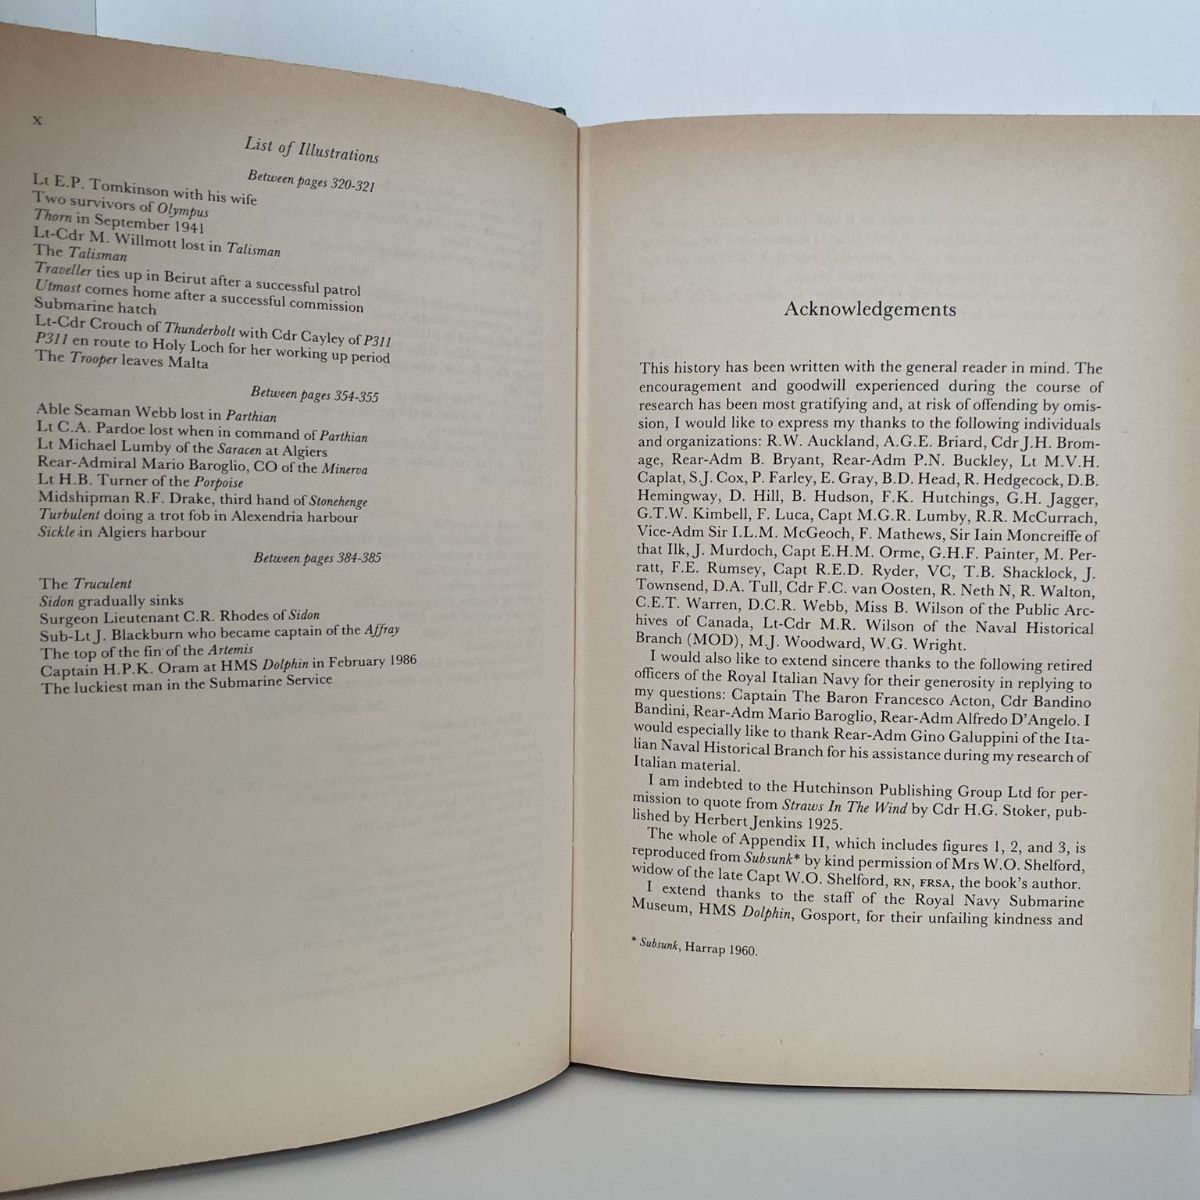 x
List of Illustrations
Between pages 320-321
Lt E.P. Tomkinson with his wife
Two survivors of Olympus
Thorn in September 1941
Lt-Cdr M. Willmott lost in Talisman
The Talisman
Traveller ties up in Beirut after a successful patrol
Utmost comes home after a successful commission
Submarine hatch
Lt-Cdr Crouch of Thunderbolt with Cdr Cayley of P311
P311 en route to Holy Loch for her working up period
The Trooper leaves Malta
Between pages 354-355
Able Seaman Webb lost in Parthian
Lt C.A. Pardoe lost when in command of Parthian
Lt Michael Lumby of the Saracen at Algiers
Rear-Admiral Mario Baroglio, CO of the Minerva
Lt H.B. Turner of the Porpoise
Midshipman R.F. Drake, third hand of Stonehenge
Turbulent doing a trot fob in Alexendria harbour
Sickle in Algiers harbour
Between pages 384-385
The Truculent
Sidon gradually sinks
Surgeon Lieutenant C.R. Rhodes of Sidon
Sub-Lt J. Blackburn who became captain of the Affray
The top of the fin of the Artemis
Captain H.P.K. Oram at HMS Dolphin in February 1986
The luckiest man in the Submarine Service
Acknowledgements
This history has been written with the general reader in mind. The
encouragement and goodwill experienced during the course of
research has been most gratifying and, at risk of offending by omis-
sion, I would like to express my thanks to the following individuals
and organizations: R.W. Auckland, A.G.E. Briard, Cdr J.H. Brom-
age, Rear-Adm B. Bryant, Rear-Adm P.N. Buckley, Lt M.V.H.
Caplat, S.J. Cox, P. Farley, E. Gray, B.D. Head, R. Hedgecock, D.B.
Hemingway, D. Hill, B. Hudson, F.K. Hutchings, G.H. Jagger,
G.T.W. Kimbell, F. Luca, Capt M.G.R. Lumby, R.R. McCurrach,
Vice-Adm Sir I.L.M. McGeoch, F. Mathews, Sir Iain Moncreiffe of
that Ilk, J. Murdoch, Capt E.H.M. Orme, G.H.F. Painter, M. Per-
ratt, F.E. Rumsey, Capt R.E.D. Ryder, VC, T.B. Shacklock, J.
Townsend, D.A. Tull, Cdr F.C. van Oosten, R. Neth N, R. Walton,
C.E.T. Warren, D.C.R. Webb, Miss B. Wilson of the Public Arc-
hives of Canada, Lt-Cdr M.R. Wilson of the Naval Historical
Branch (MOD), M.J. Woodward, W.G. Wright.
I would also like to extend sincere thanks to the following retired
officers of the Royal Italian Navy for their generosity in replying to
my questions: Captain The Baron Francesco Acton, Cdr Bandino
Bandini, Rear-Adm Mario Baroglio, Rear-Adm Alfredo D'Angelo. I
would especially like to thank Rear-Adm Gino Galuppini of the Ita-
lian Naval Historical Branch for his assistance during my research of
Italian material.
I am indebted to the Hutchinson Publishing Group Ltd for per-
mission to quote from Straws In The Wind by Cdr H.G. Stoker, pub-
lished by Herbert Jenkins 1925.
The whole of Appendix II, which includes figures 1, 2, and 3, is
reproduced from Subsunk* by kind permission of Mrs W.O. Shelford,
widow of the late Capt W.O. Shelford, RN, FRSA, the book's author.
I extend thanks to the staff of the Royal Navy Submarine
Museum, HMS Dolphin, Gosport, for their unfailing kindness and
* Subsunk, Harrap 1960.